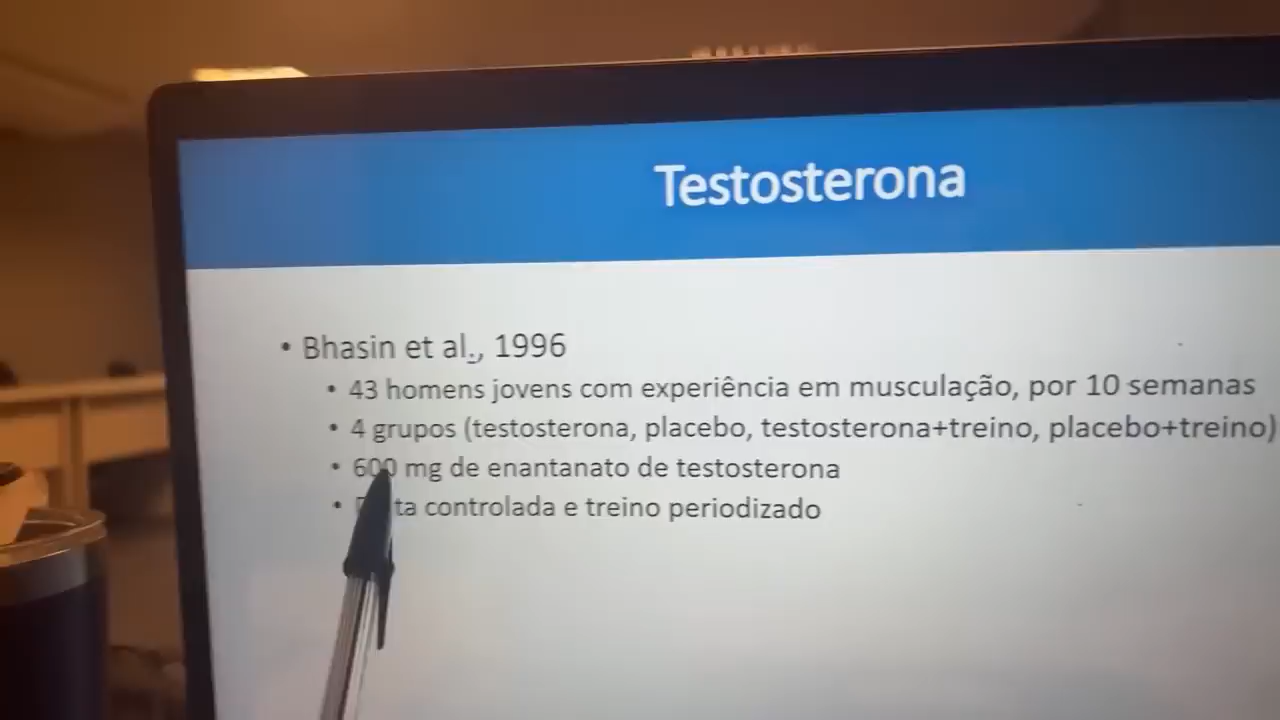 Testosterona
• Bhasin et al., 1996
• 43 homens jovens com experiência em musculação, por 10 semanas
• 4 grupos (testosterona, placebo, testosterona+treino, placebo+treino)
• 600 mg de enantanato de testosterona
• controlada e treino periodizado